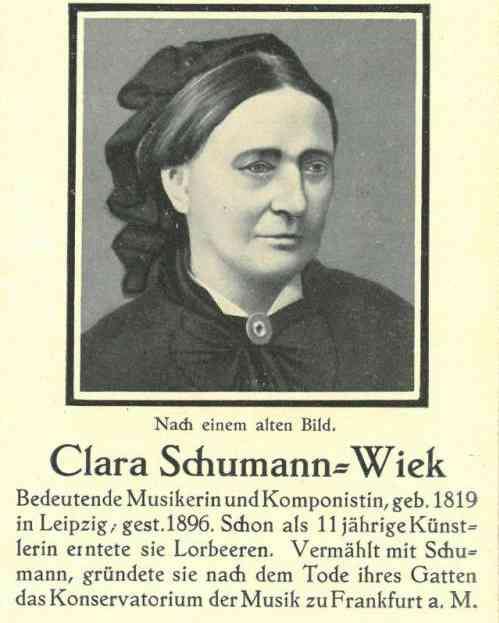 Nach einem alten Bild.
Clara Schumann=Wiek
Bedeutende Musikerin und Komponistin, geb. 1819
in Leipzig, gest. 1896. Schon als 11 jährige Künst=
lerin erntete sie Lorbeeren. Vermählt mit Schu=
mann, gründete sie nach dem Tode ihres Gatten
das Konservatorium der Musik zu Frankfurt a. M.